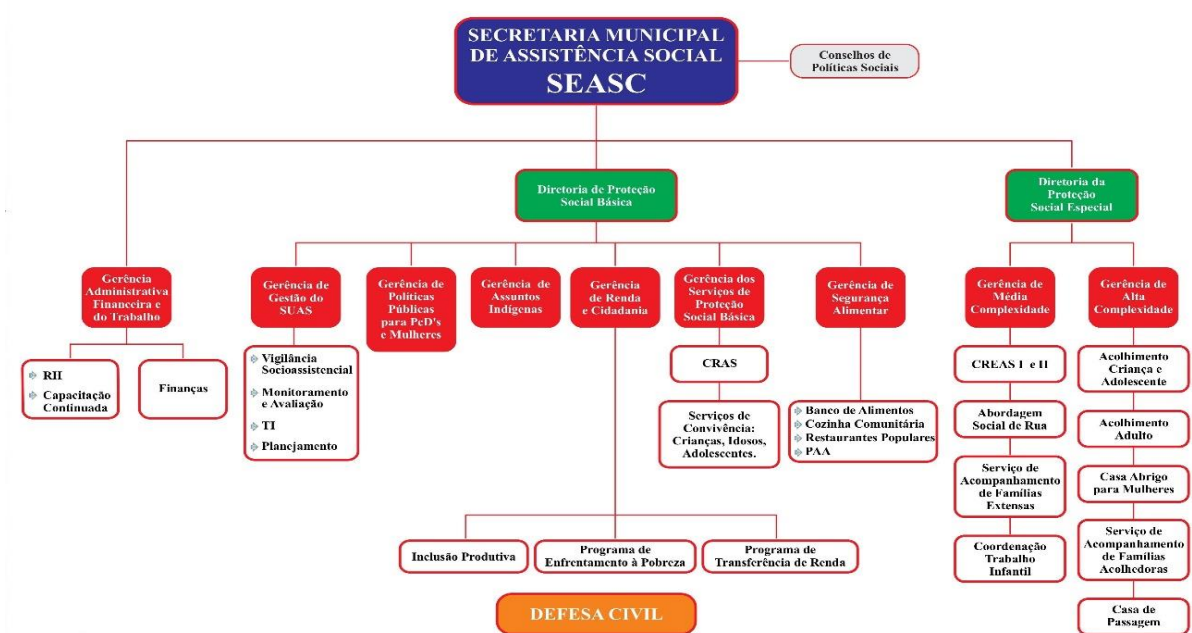 SECRETARIA MUNICIPAL
DE ASSISTÊNCIA SOCIAL
SEASC
Conselhos de
Políticas Sociais
Diretoria de Proteção
Social Básica
Diretoria da
Proteção
Social Especial
Gerência
Administrativa
Financeira e
do Trabalho
Gerência de
Gestão do
SUAS
Gerência de
Políticas
Públicas
para PcD's
e Mulheres
Gerência de
Assuntos
Indígenas
Gerência
de Renda
e Cidadania
Gerência dos
Serviços de
Proteção
Social Básica
Gerência de
Segurança
Alimentar
Gerência de
Média
Complexidade
Gerência de
Alta
Complexidade
RH
Capacitação
Continuada
Finanças
Vigilância
Socioassistencial
Monitoramento
e Avaliação
TI
Planejamento
CRAS
Serviços de
Convivência:
Crianças, Idosos,
Adolescentes.
Banco de Alimentos
Cozinha Comunitária
Restaurantes Populares
PAA
CREAS I e II
Abordagem
Social de Rua
Serviço de
Acompanhamento
de Famílias
Extensas
Coordenação
Trabalho
Infantil
Acolhimento
Criança e
Adolescente
Acolhimento
Adulto
Casa Abrigo
para Mulheres
Serviço de
Acompanhamento
de Famílias
Acolhedoras
Casa de
Passagem
Inclusão Produtiva
Programa de
Enfrentamento à Pobreza
Programa de
Transferência de Renda
DEFESA CIVIL